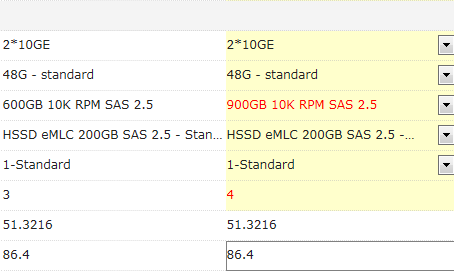 2*10GE 2*10GE
48G - standard 48G - standard
600GB 10K RPM SAS 2.5 900GB 10K RPM SAS 2.5
HSSD eMLC 200GB SAS 2.5 - Stan... HSSD eMLC 200GB SAS 2.5 -...
1-Standard 1-Standard
3 4
51.3216 51.3216
86.4 86.4